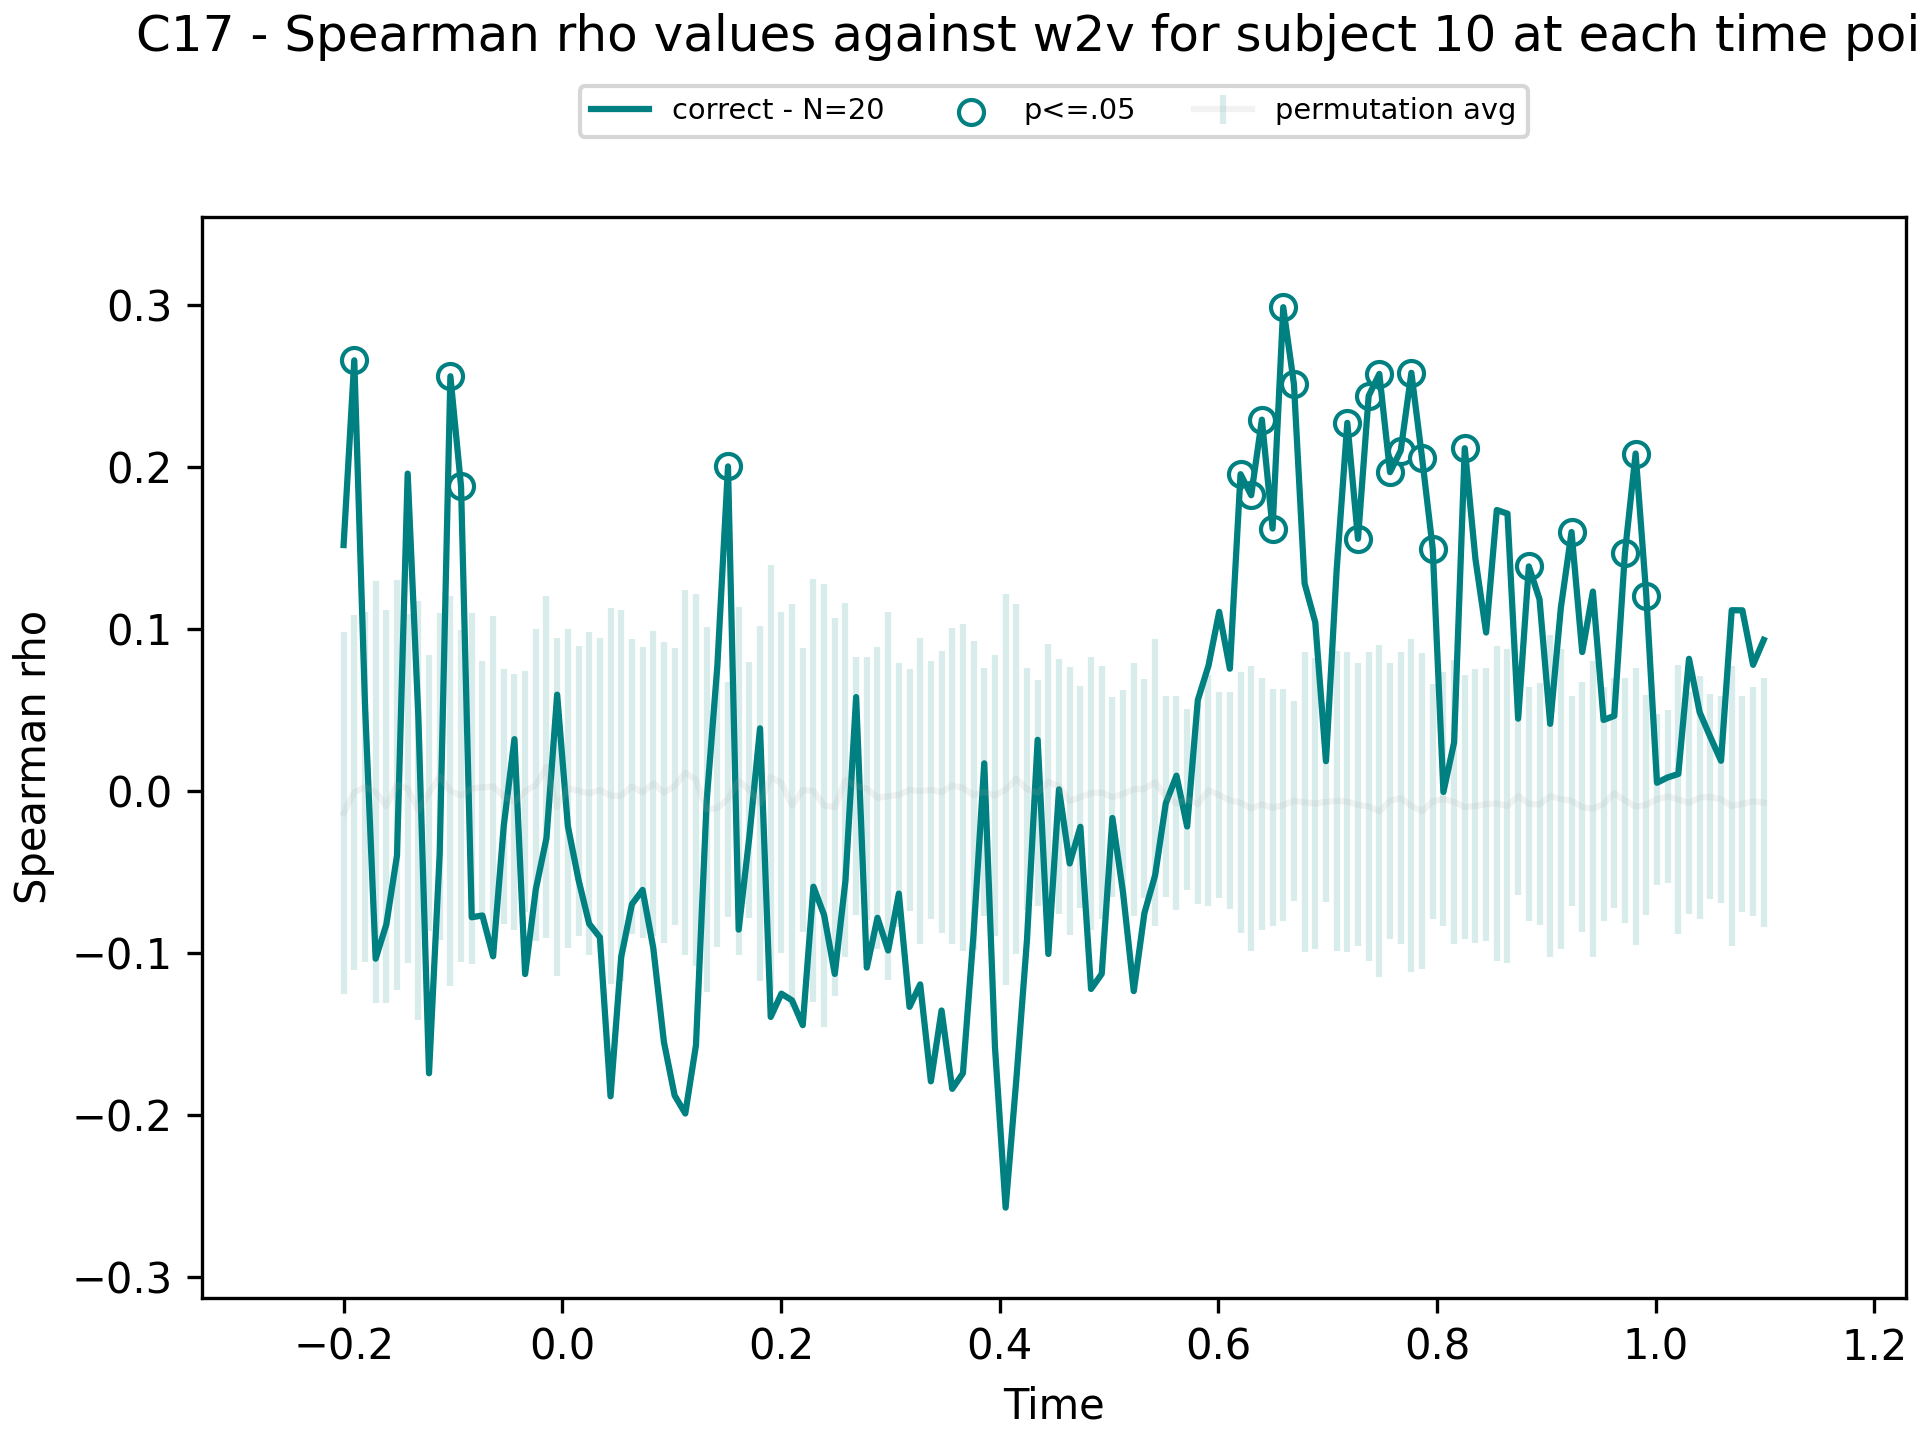 C17 - Spearman rho values against w2v for subject 10 at each time poi
correct - N=20 p<=.05 permutation avg
0.3
0.2
0.1
0.0
−0.1
−0.2
−0.3
Spearman rho
−0.2 0.0 0.2 0.4 0.6 0.8 1.0 1.2
Time